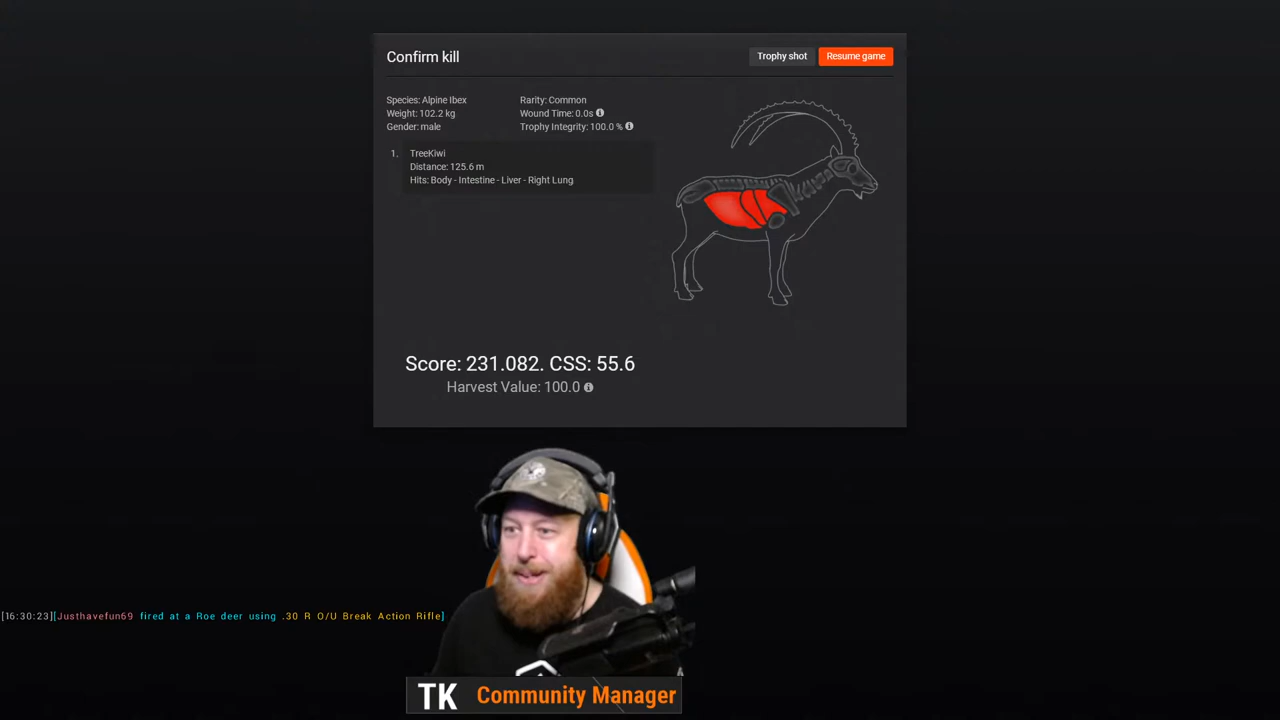 Confirm kill
Trophy shot
Resume game
Species: Alpine Ibex
Weight: 102.2 kg
Gender: male
Rarity: Common
Wound Time: 0.0s
Trophy Integrity: 100.0 %
1. TreeKiwi
Distance: 125.6 m
Hits: Body - Intestine - Liver - Right Lung
Score: 231.082. CSS: 55.6
Harvest Value: 100.0
[16:30:23][Justhavefun69 fired at a Roe deer using .30 R O/U Break Action Rifle]
TK Community Manager